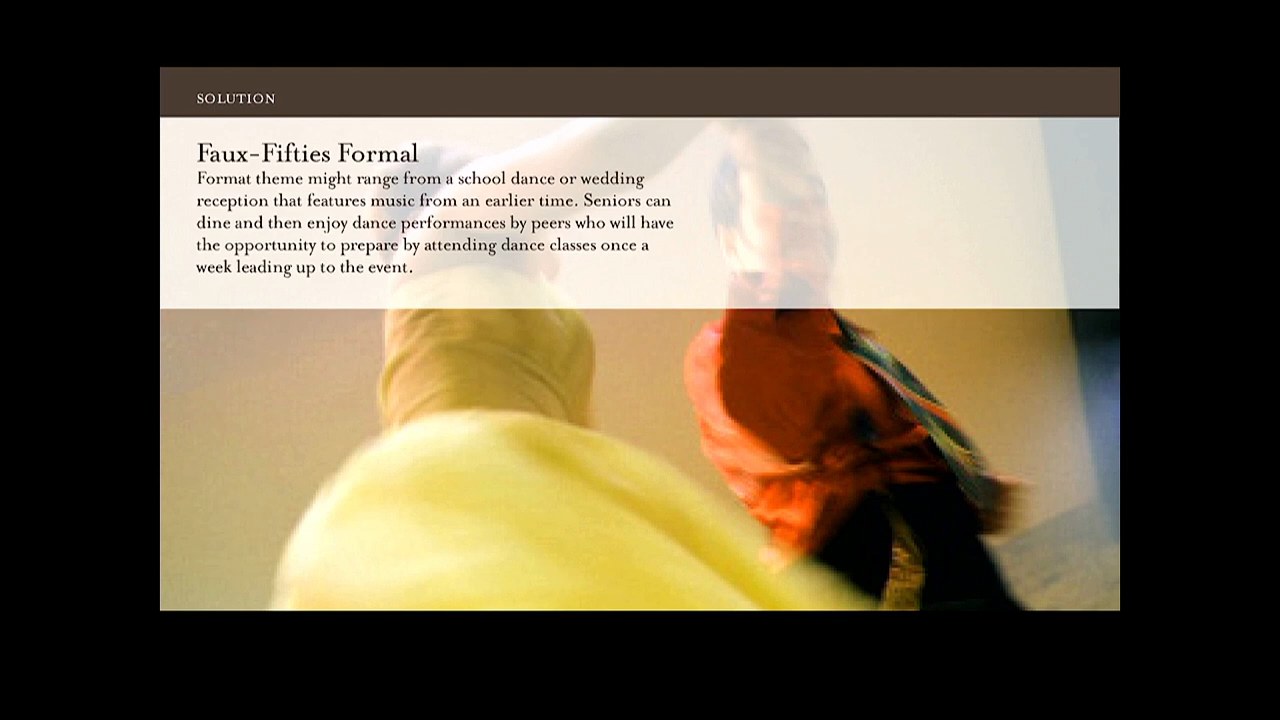 SOLUTION
Faux-Fifties Formal
Format theme might range from a school dance or wedding
reception that features music from an earlier time. Seniors can
dine and then enjoy dance performances by peers who will have
the opportunity to prepare by attending dance classes once a
week leading up to the event.